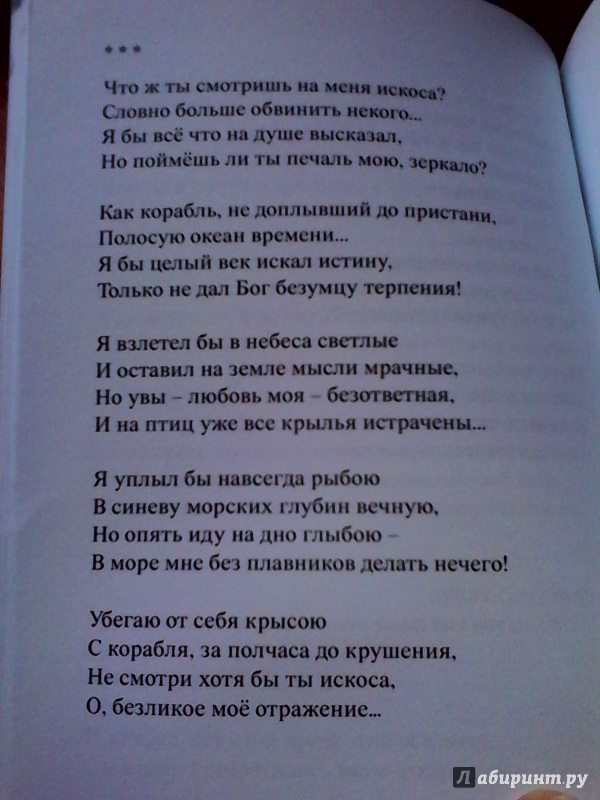 * * *
Что ж ты смотришь на меня искоса?
Словно больше обвинить некого...
Я бы всё что на душе высказал,
Но поймёшь ли ты печаль мою, зеркало?
Как корабль, не доплывший до пристани,
Полосую океан времени...
Я бы целый век искал истину,
Только не дал Бог безумцу терпения!
Я взлетел бы в небеса светлые
И оставил на земле мысли мрачные,
Но увы – любовь моя – безответная,
И на птиц уже все крылья истрачены...
Я уплыл бы навсегда рыбою
В синеву морских глубин вечную,
Но опять иду на дно глыбою –
В море мне без плавников делать нечего!
Убегаю от себя крысою
С корабля, за полчаса до крушения,
Не смотри хотя бы ты искоса,
О, безликое моё отражение...
Лабиринт.ру